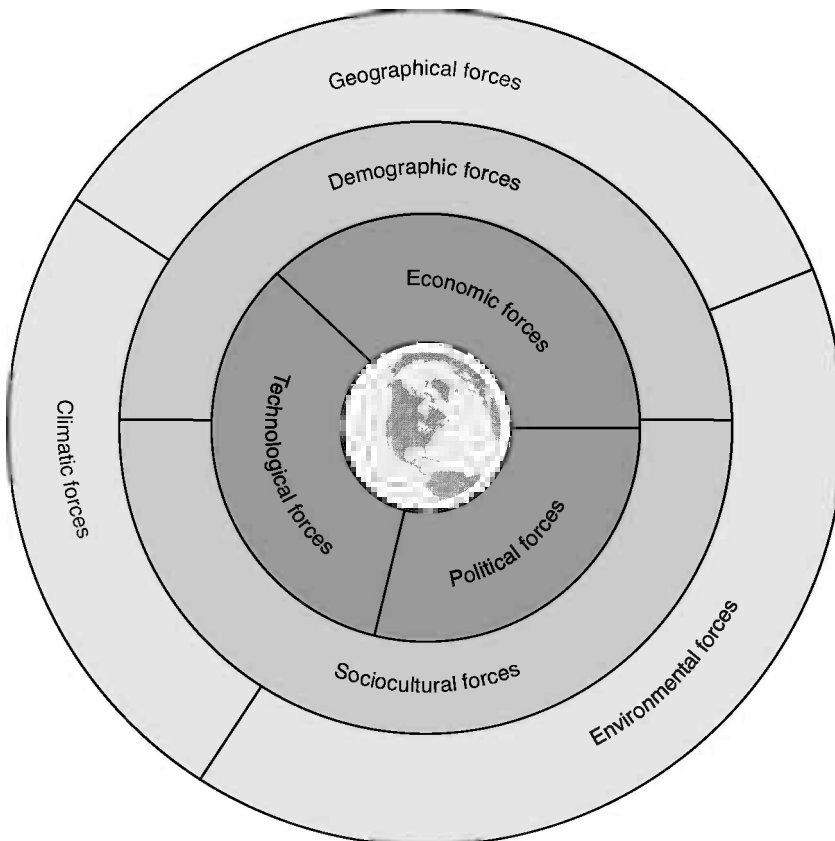 Geographical forces
Demographic forces
Economic forces
Technological forces
Climatic forces
Political forces
Sociocultural forces
Environmental forces